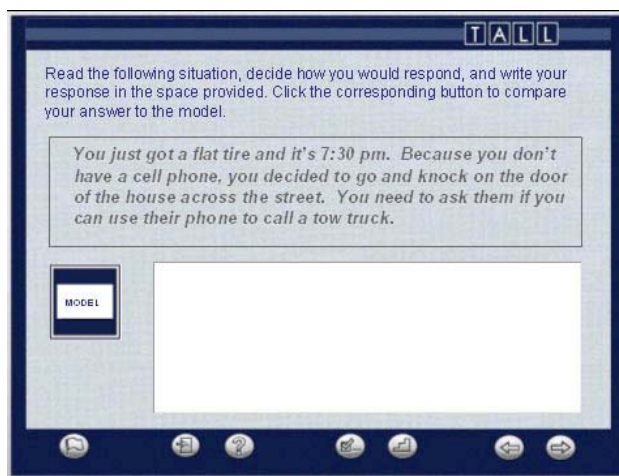 TALL
Read the following situation, decide how you would respond, and write your
response in the space provided. Click the corresponding button to compare
your answer to the model.
You just got a flat tire and it's 7:30 pm. Because you don't
have a cell phone, you decided to go and knock on the door
of the house across the street. You need to ask them if you
can use their phone to call a tow truck.
MODEL